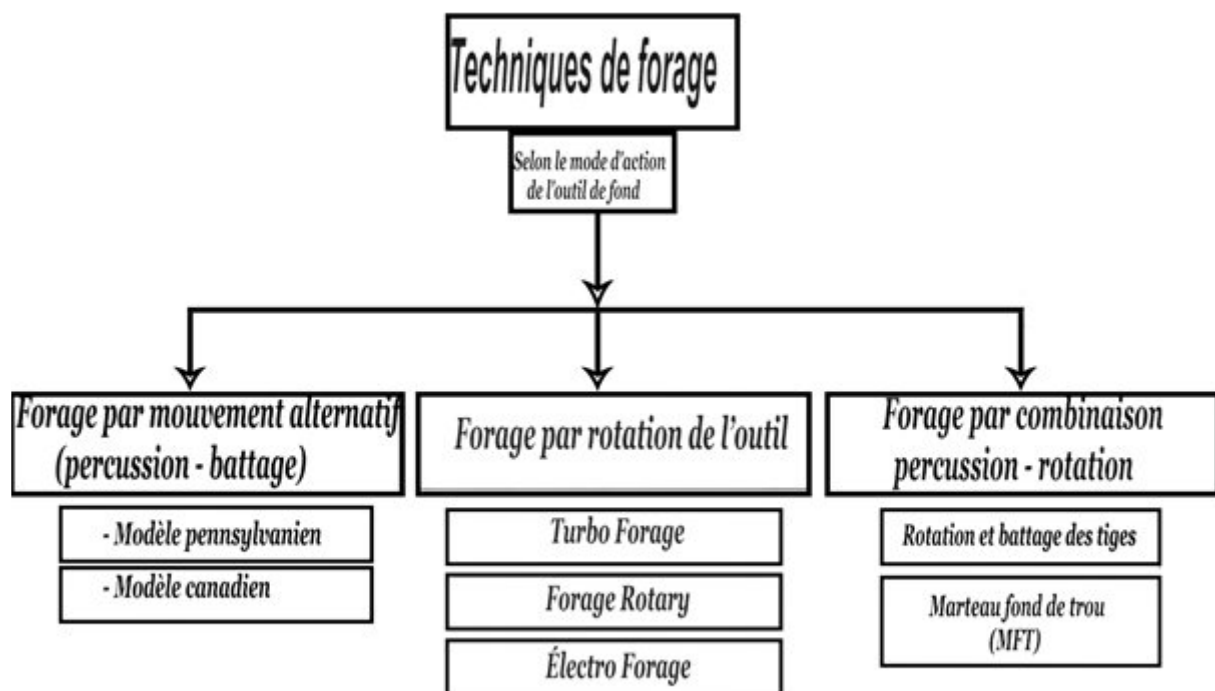 Techniques de forage
Selon le mode d'action
de l'outil de fond
Forage par mouvement alternatif
(percussion - battage)
- Modèle pennsylvanien
- Modèle canadien
Forage par rotation de l'outil
Turbo Forage
Forage Rotary
Électro Forage
Forage par combinaison
percussion - rotation
Rotation et battage des tiges
Marteau fond de trou
(MFT)